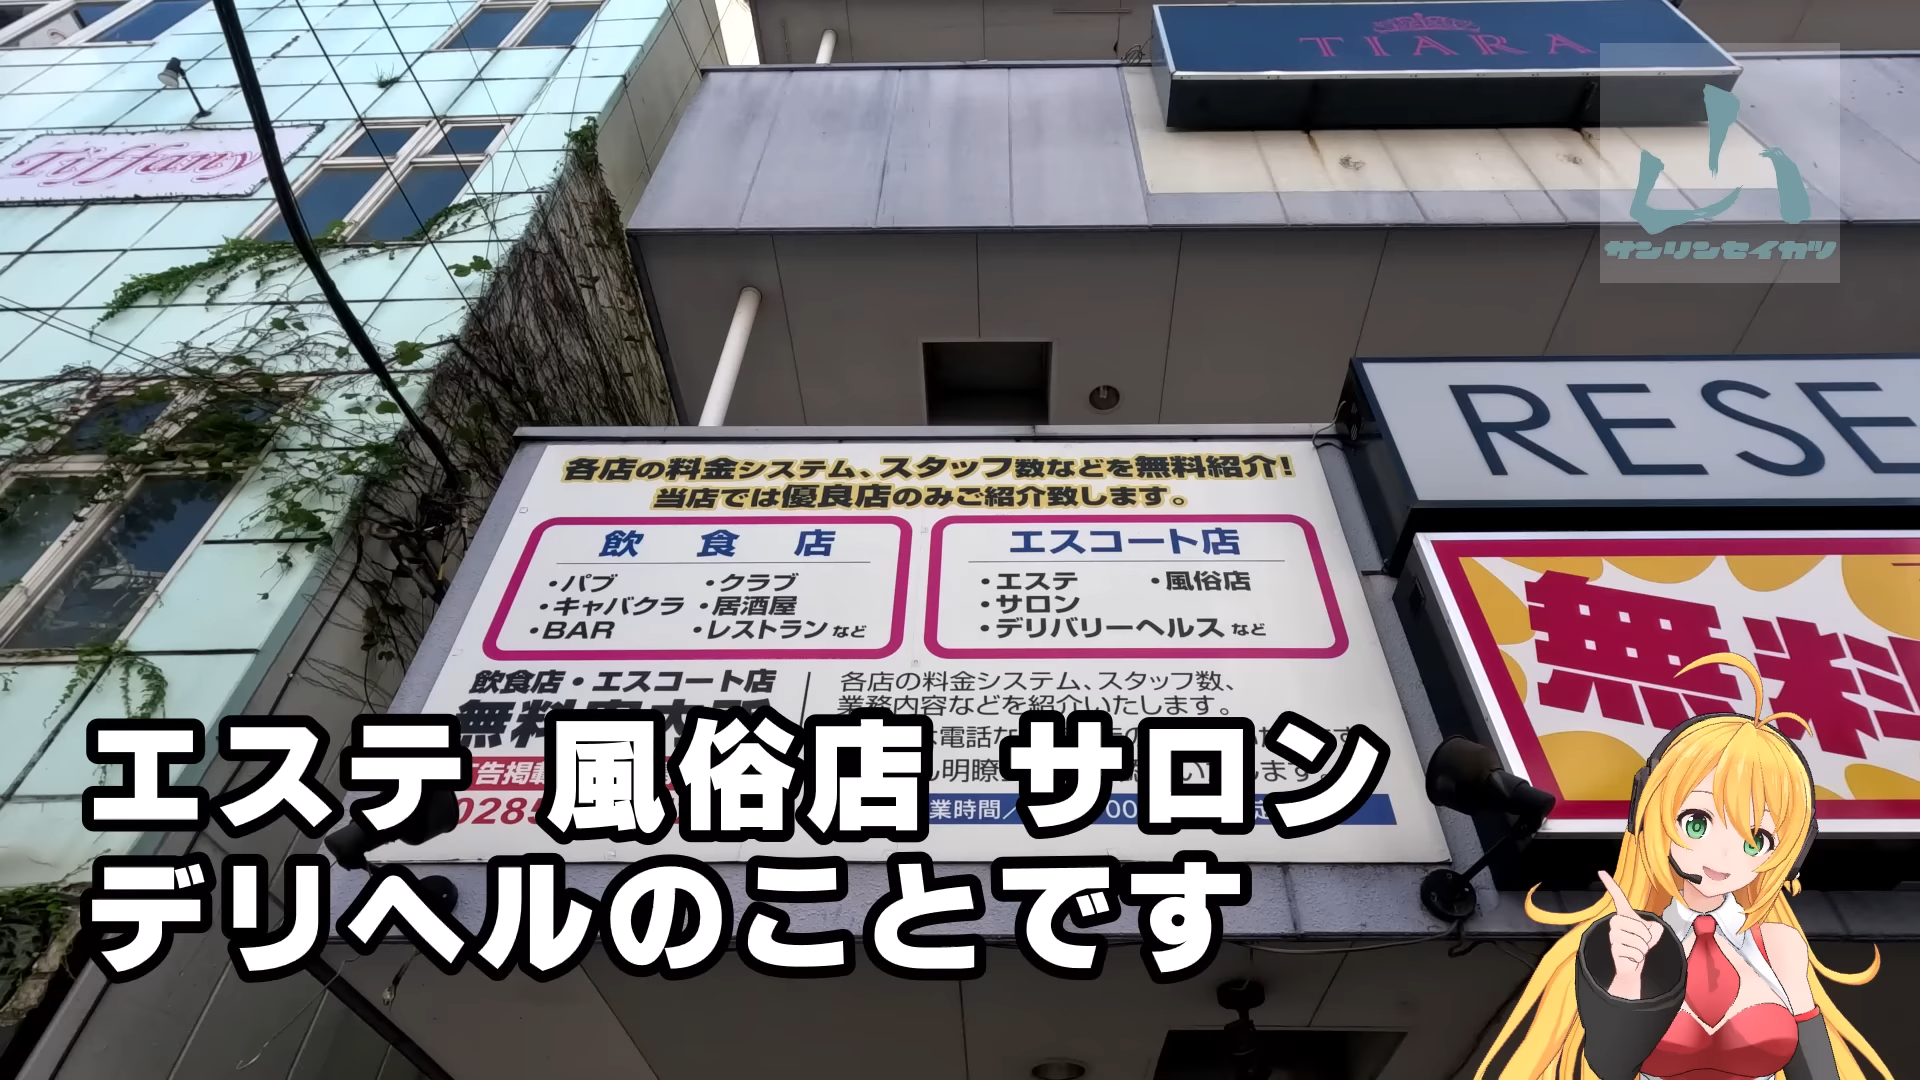 TIARA
Tiffany
サンリンセイカツ
RESE
各店の料金システム、スタッフ数などを無料紹介!
当店では優良店のみご紹介致します。
飲食店
・パブ ・クラブ
・キャバクラ ・居酒屋
・BAR ・レストランなど
エスコート店
・エステ ・風俗店
・サロン
・デリバリーヘルスなど
無料
飲食店・エスコート店
各店の料金システム、スタッフ数、
業務内容などを紹介いたします。
エステ 風俗店 サロン
デリヘルのことです